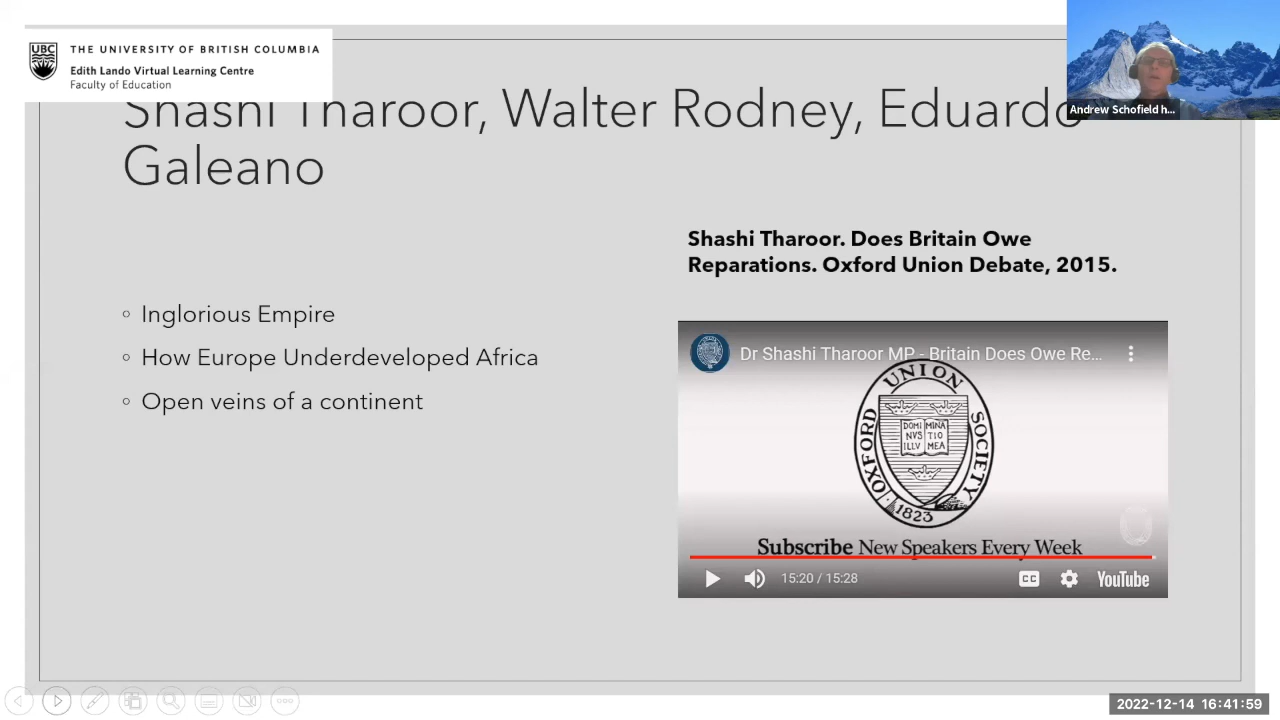 UBC
THE UNIVERSITY OF BRITISH COLUMBIA
Edith Lando Virtual Learning Centre
Faculty of Education
Andrew Schofield h...
Shashi Tharoor, Walter Rodney, Eduardo
Galeano
Shashi Tharoor. Does Britain Owe
Reparations. Oxford Union Debate, 2015.
Inglorious Empire
How Europe Underdeveloped Africa
Open veins of a continent
Dr Shashi Tharoor MP - Britain Does Owe Re...
OXFORD UNION SOCIETY
DOMI MINA
NVS TIO
ILLV MEA
1823
Subscribe New Speakers Every Week
15:20 / 15:28
CC
YouTube
2022-12-14 16:41:59